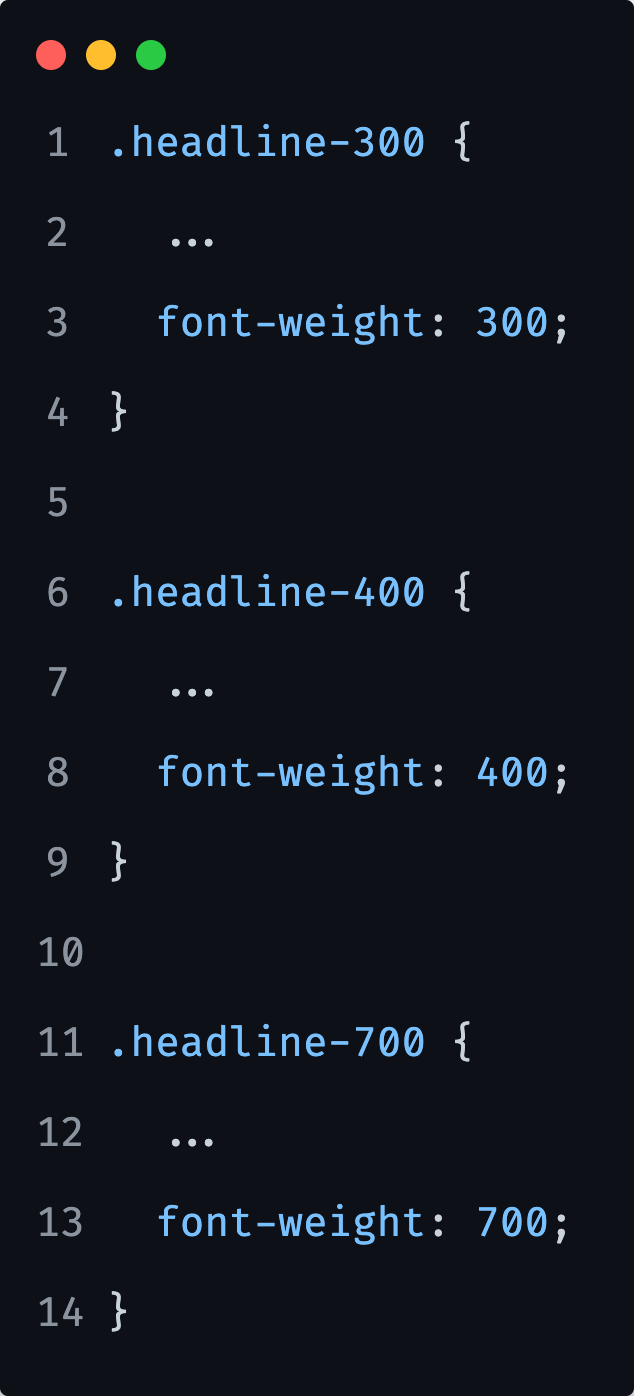 1 .headline-300 {
2   ...
3   font-weight: 300;
4 }
5
6 .headline-400 {
7   ...
8   font-weight: 400;
9 }
10
11 .headline-700 {
12   ...
13   font-weight: 700;
14 }